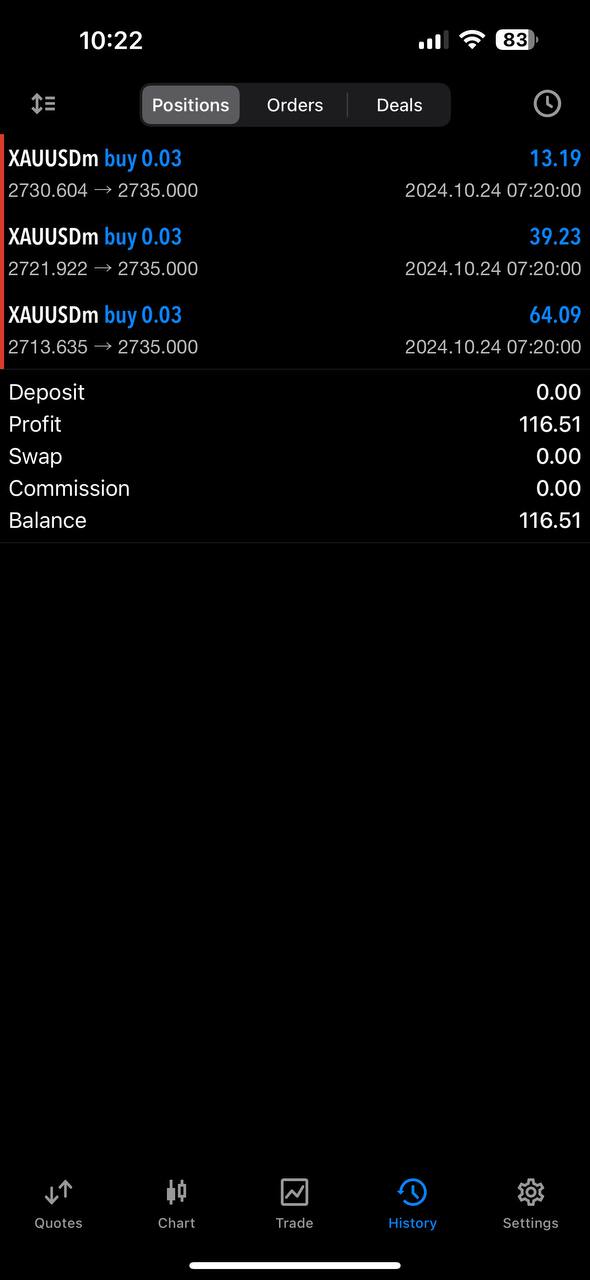 10:22
83
Positions Orders Deals
XAUUSDm buy 0.03 13.19
2730.604 → 2735.000 2024.10.24 07:20:00
XAUUSDm buy 0.03 39.23
2721.922 → 2735.000 2024.10.24 07:20:00
XAUUSDm buy 0.03 64.09
2713.635 → 2735.000 2024.10.24 07:20:00
Deposit 0.00
Profit 116.51
Swap 0.00
Commission 0.00
Balance 116.51
Quotes Chart Trade History Settings